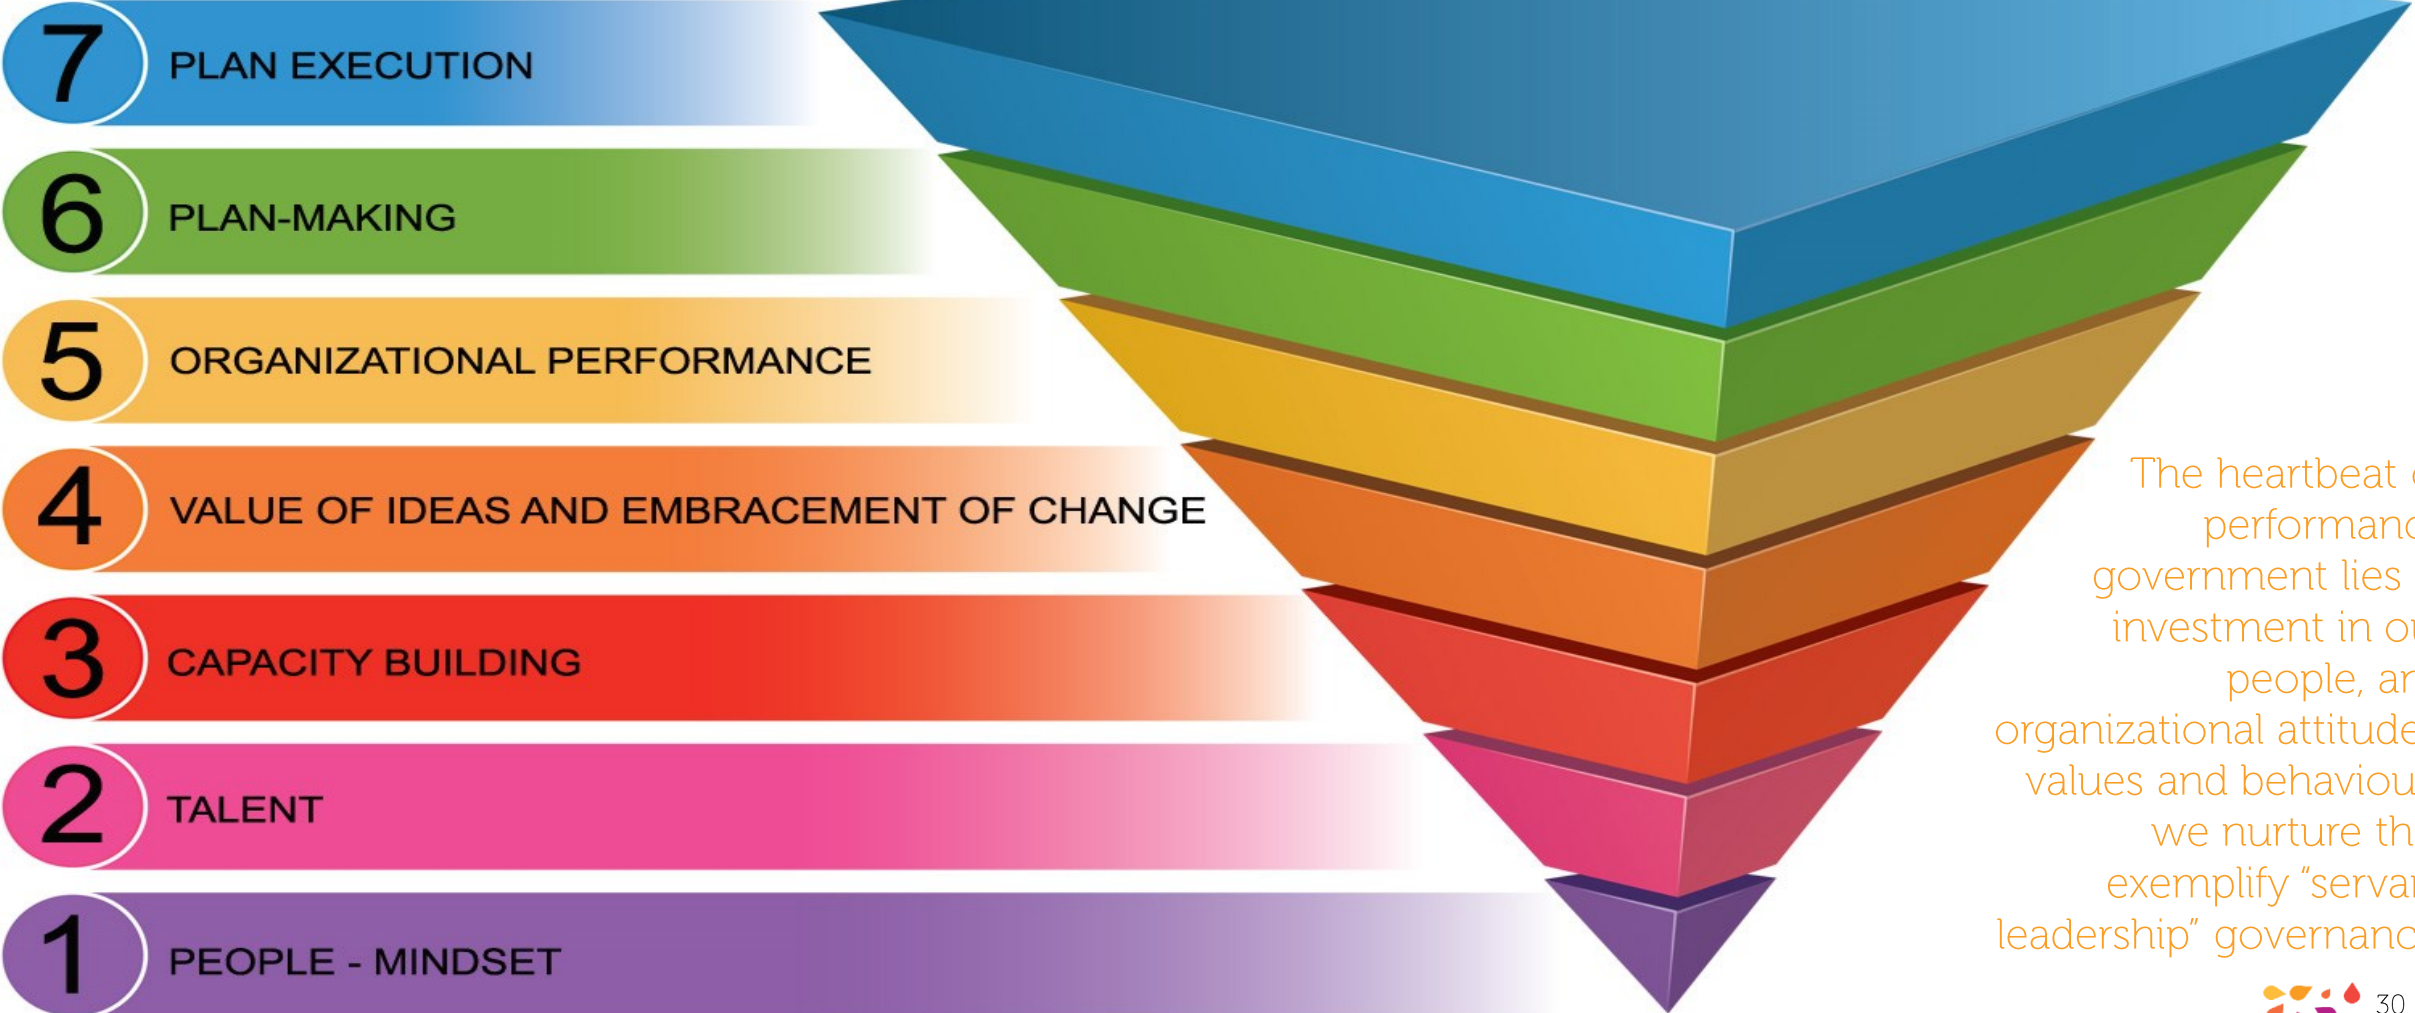 7 PLAN EXECUTION
6 PLAN-MAKING
5 ORGANIZATIONAL PERFORMANCE
4 VALUE OF IDEAS AND EMBRACEMENT OF CHANGE
3 CAPACITY BUILDING
2 TALENT
1 PEOPLE - MINDSET
The heartbeat
government lies
investment in
people,
organizational
values and
we nurture
exemplify
leadership"
30